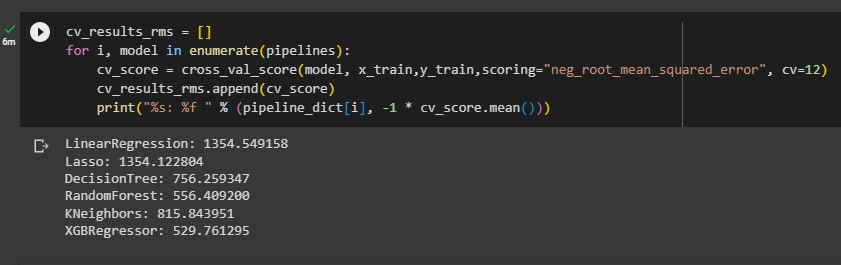 cv_results_rms = []
for i, model in enumerate(pipelines):
    cv_score = cross_val_score(model, x_train,y_train,scoring="neg_root_mean_squared_error", cv=12)
    cv_results_rms.append(cv_score)
    print("%s: %f " % (pipeline_dict[i], -1 * cv_score.mean()))
6m
LinearRegression: 1354.549158
Lasso: 1354.122804
DecisionTree: 756.259347
RandomForest: 556.409200
KNeighbors: 815.843951
XGBRegressor: 529.761295